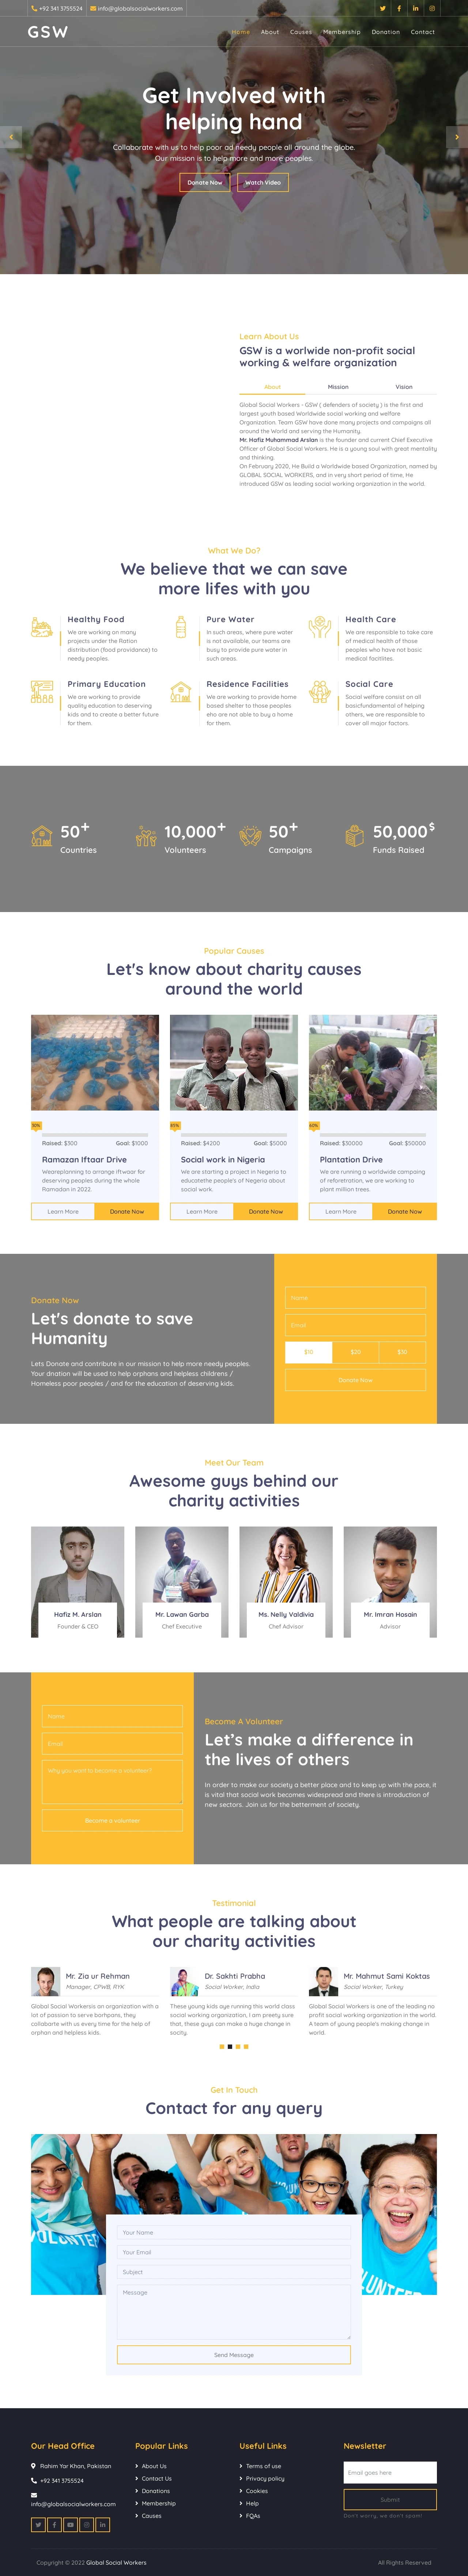 +92 341 3755524
info@globalsocialworkers.com
GSW
Home About Causes Membership Donation Contact
Get Involved with
helping hand
Collaborate with us to help poor ad needy people all around the globe.
Our mission is to help more and more peoples.
Donate Now
Watch Video
Learn About Us
GSW is a worlwide non-profit social
working & welfare organization
About Mission Vision
Global Social Workers - GSW ( defenders of society ) is the first and
largest youth based Worldwide social working and welfare
Organization. Team GSW have done many projects and campaigns all
around the World and serving the Humanity.
Mr. Hafiz Muhammad Arslan is the founder and current Chief Executive
Officer of Global Social Workers. He is a young soul with great mentality
and thinking.
On February 2020, He Build a Worldwide based Organization, named by
GLOBAL SOCIAL WORKERS, and in very short period of time, He
introduced GSW as leading social working organization in the world.
What We Do?
We believe that we can save
more lifes with you
Healthy Food
We are working on many
projects under the Ration
distribution (food providance) to
needy peoples.
Pure Water
In such areas, where pure water
is not available; our teams are
busy to provide pure water in
such areas.
Health Care
We are responsible to take care
of medical health of those
peoples who have not basic
medical facilities.
Primary Education
We are working to provide
quality education to deserving
kids and to create a better future
for them.
Residence Facilities
We are working to provide home
based shelter to those peoples
eho are not able to buy a home
for them.
Social Care
Social welfare consist on all
basicfundamental of helping
others, we are responsible to
cover all major factors.
50+
Countries
10,000+
Volunteers
50+
Campaigns
50,000$
Funds Raised
Popular Causes
Let's know about charity causes
around the world
Raised: $300 Goal: $1000
Ramazan Iftaar Drive
Weareplanning to arrange iftwaor for
deserving peoples during the whole
Ramadan in 2022.
Learn More
Donate Now
85%
Raised: $4200 Goal: $5000
Social work in Nigeria
We are starting a project in Negeria to
educatethe people's of Negeria about
social work.
Learn More
Donate Now
60%
Raised: $30000 Goal: $50000
Plantation Drive
We are running a worldwide campaing
of reforetration, we are working to
plant million trees.
Learn More
Donate Now
Donate Now
Let's donate to save
Humanity
Lets Donate and contribute in our mission to help more needy peoples.
Your dnation will be used to help orphans and helpless childrens /
Homeless poor peoples / and for the education of deserving kids.
Name
Email
$10 $20 $30
Donate Now
Meet Our Team
Awesome guys behind our
charity activities
Hafiz M. Arslan
Founder & CEO
Mr. Lawan Garba
Chef Executive
Ms. Nelly Valdivia
Chef Advisor
Mr. Imran Hosain
Advisor
Name
Email
Why you want to become a volunteer?
Become a volunteer
Become A Volunteer
Let's make a difference in
the lives of others
In order to make our society a better place and to keep up with the pace, it
is vital that social work becomes widespread and there is introduction of
new sectors. Join us for the betterment of society.
Testimonial
What people are talking about
our charity activities
Mr. Zia ur Rehman
Manager, CPWB, RYK
Global Social Workersis an organization with a
lot of passion to serve borhpans, they
collabarte with us every time for the help of
orphan and helpless kids.
Dr. Sakhti Prabha
Social Worker, India
These young kids aye running this world class
social working organization, I am preely sure
that, these guys can make a huge change in
socity.
Mr. Mahmut Sami Koktas
Social Worker, Turkey
Global Social Workers is one of the leading no
profit social working organization in the world.
A team of young people's making change in
world.
Get In Touch
Contact for any query
VOLUNTEER
Your Name
Your Email
Subject
Message
Send Message
Our Head Office
Rahim Yar Khan, Pakistan
+92 341 3755524
info@globalsocialworkers.com
Popular Links
About Us
Contact Us
Donations
Membership
Causes
Useful Links
Terms of use
Privacy policy
Cookies
Help
FQAs
Newsletter
Email goes here
Submit
Don't worry, we don't spam!
Copyright © 2022 Global Social Workers
All Rights Reserved